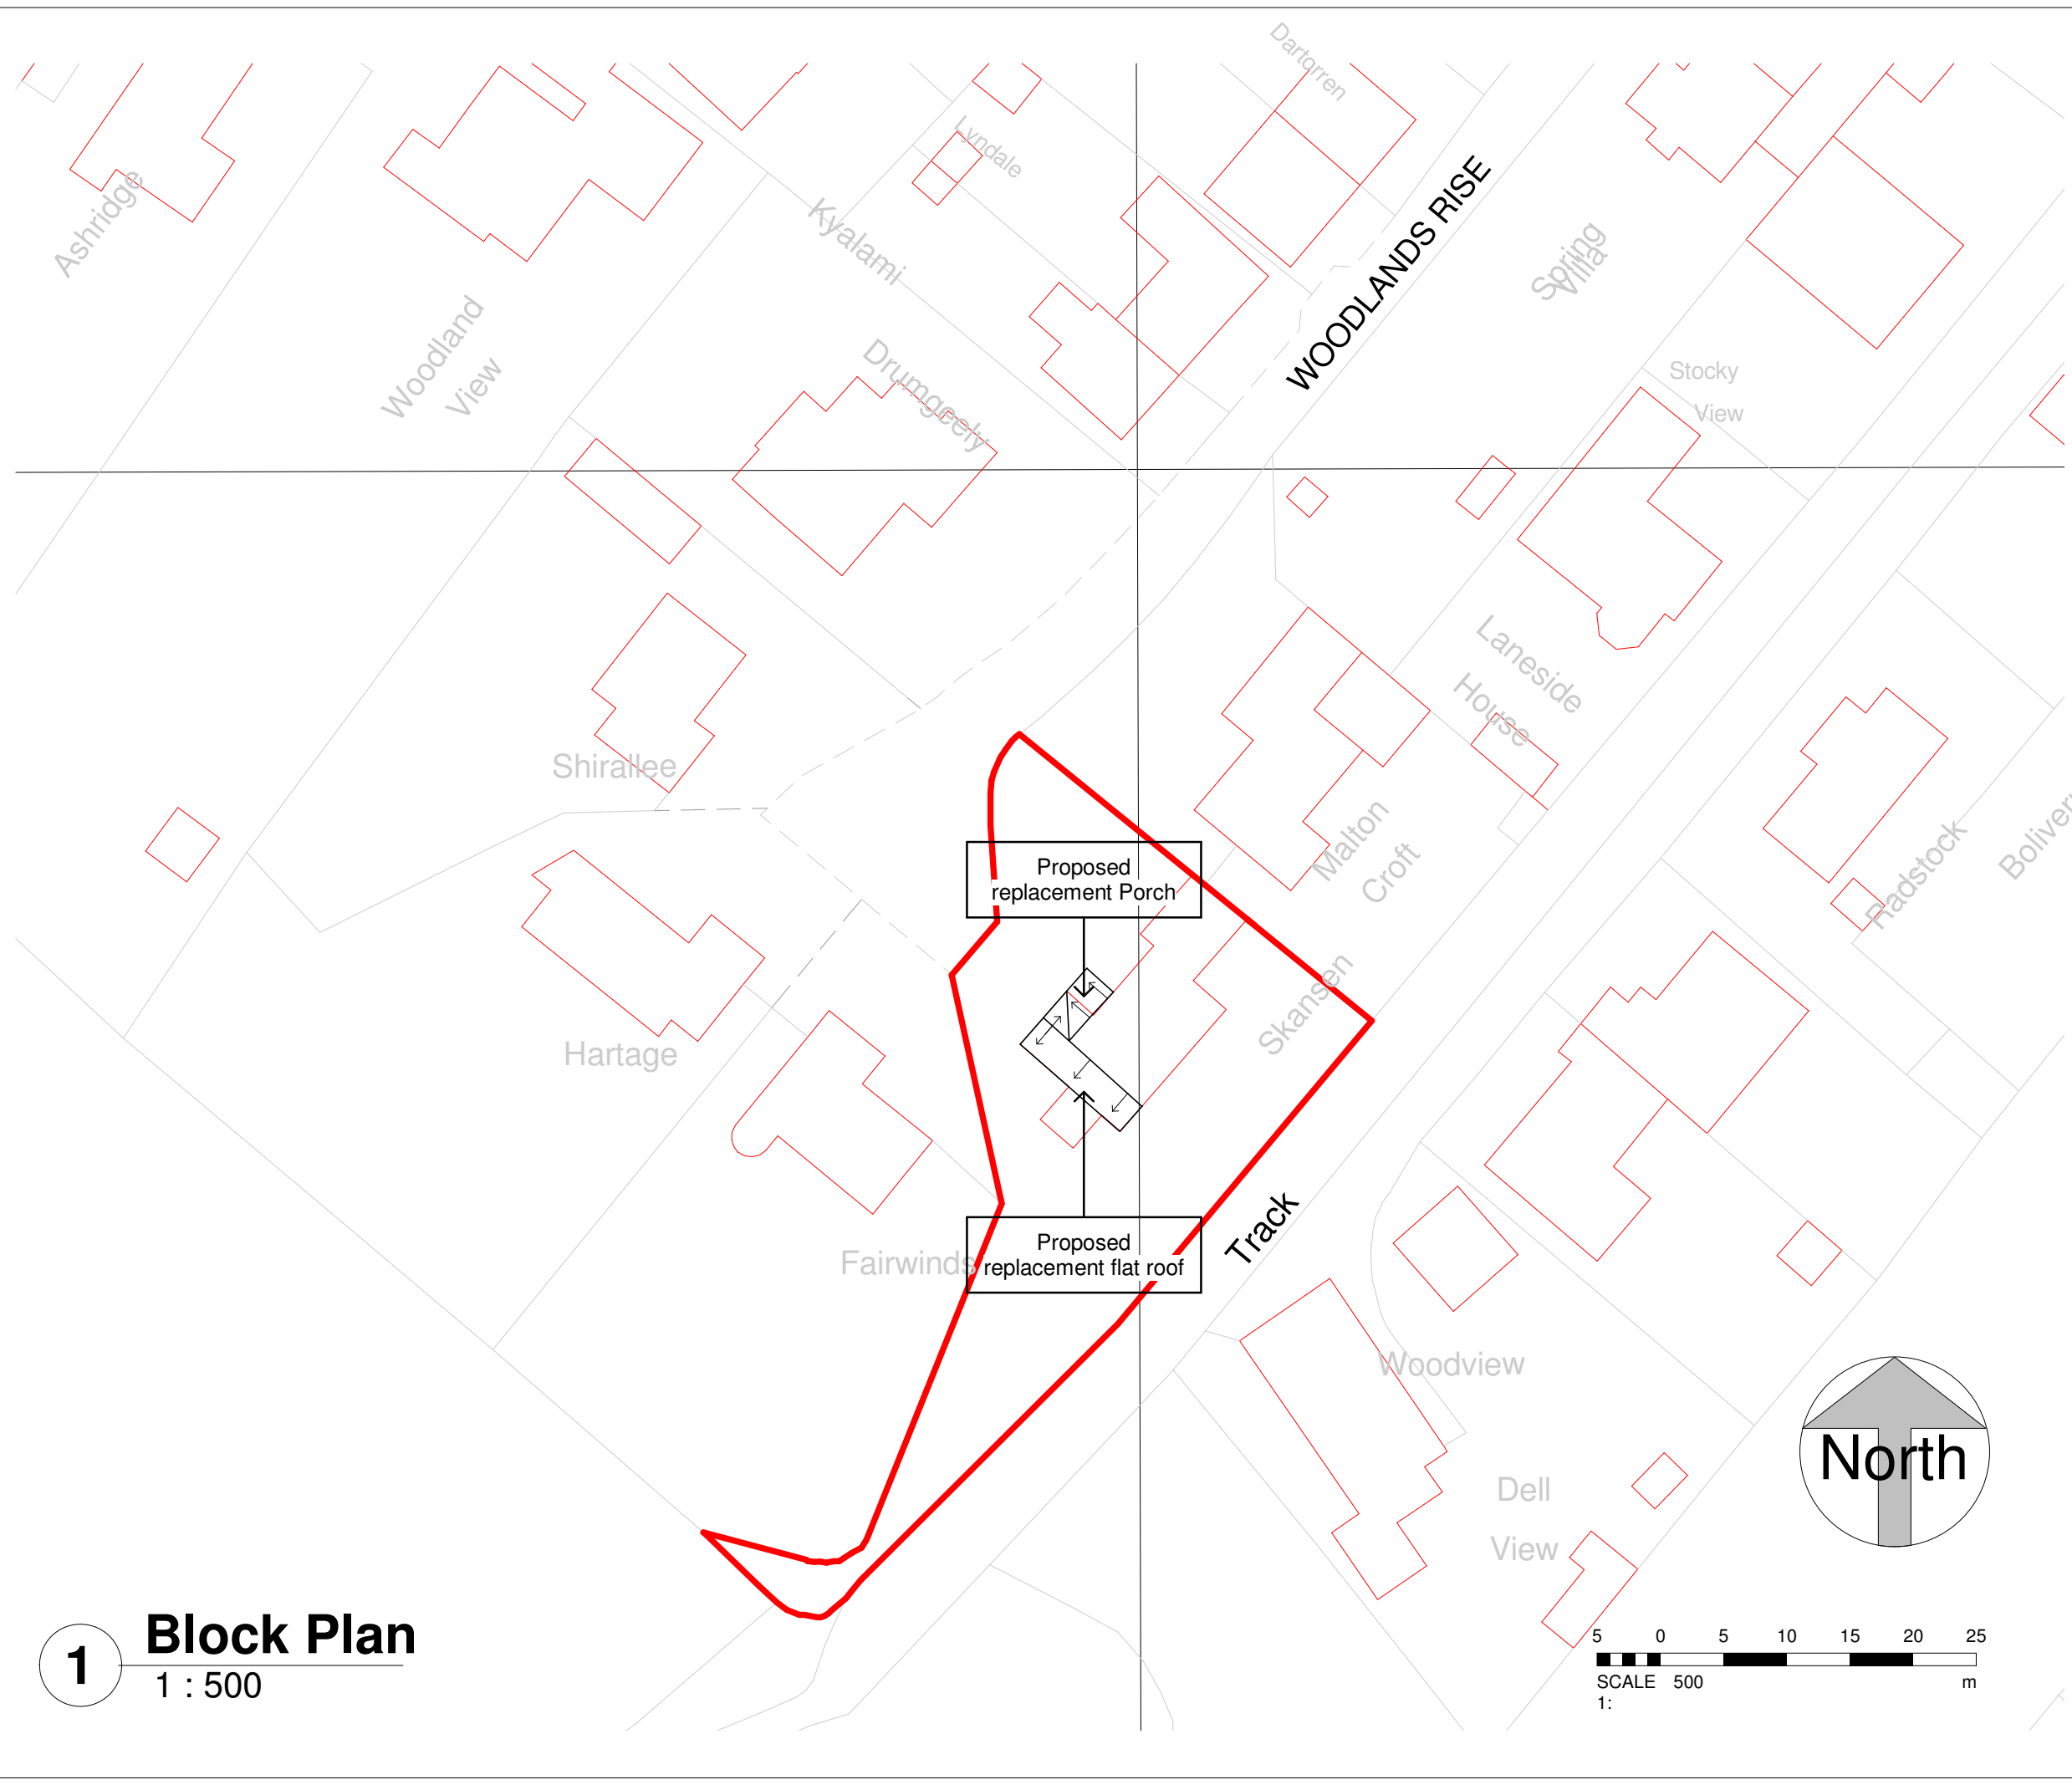 Dartorren
Lyndale
Ashridge
Kyalami
WOODLANDS RISE
Spring
Villa
Woodland
View
Drumgeely
Stocky
View
Laneside
House
Shirallee
Malton
Croft
Radstock
Proposed
replacement Porch
Skansen
Hartage
Track
Fairwinds
Proposed
replacement flat roof
Woodview
North
Dell
View
1
Block Plan
1 : 500
5 0 5 10 15 20 25
SCALE 500 m
1: